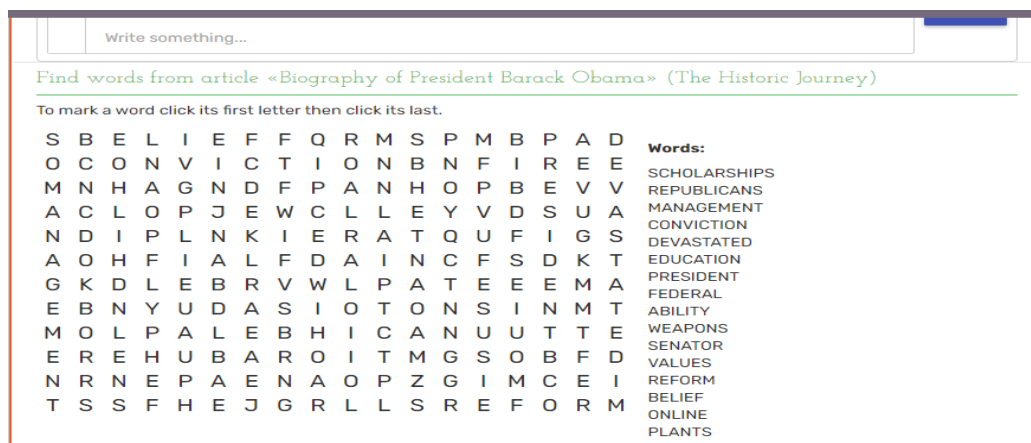 Write something...
Find words from article «Biography of President Barack Obama» (The Historic Journey)
To mark a word click its first letter then click its last.
S B E L I E F F Q R M S P M B P A D
O C O N V I C T I O N B N F I R E E
M N H A G N D F P A N H O P B E V V
A C L O P J E W C L L E Y V D S U A
N D I P L N K I E R A T Q U F I G S
A O H F I A L F D A I N C F S D K T
G K D L E B R V W L P A T E E E M A
E B N Y U D A S I O T O N S I N M T
M O L P A L E B H I C A N U U T T E
E R E H U B A R O I T M G S O B F D
N R N E P A E N A O P Z G I M C E I
T S S F H E J G R L L S R E F O R M
Words:
SCHOLARSHIPS
REPUBLICANS
MANAGEMENT
CONVICTION
DEVASTATED
EDUCATION
PRESIDENT
FEDERAL
ABILITY
WEAPONS
SENATOR
VALUES
REFORM
BELIEF
ONLINE
PLANTS